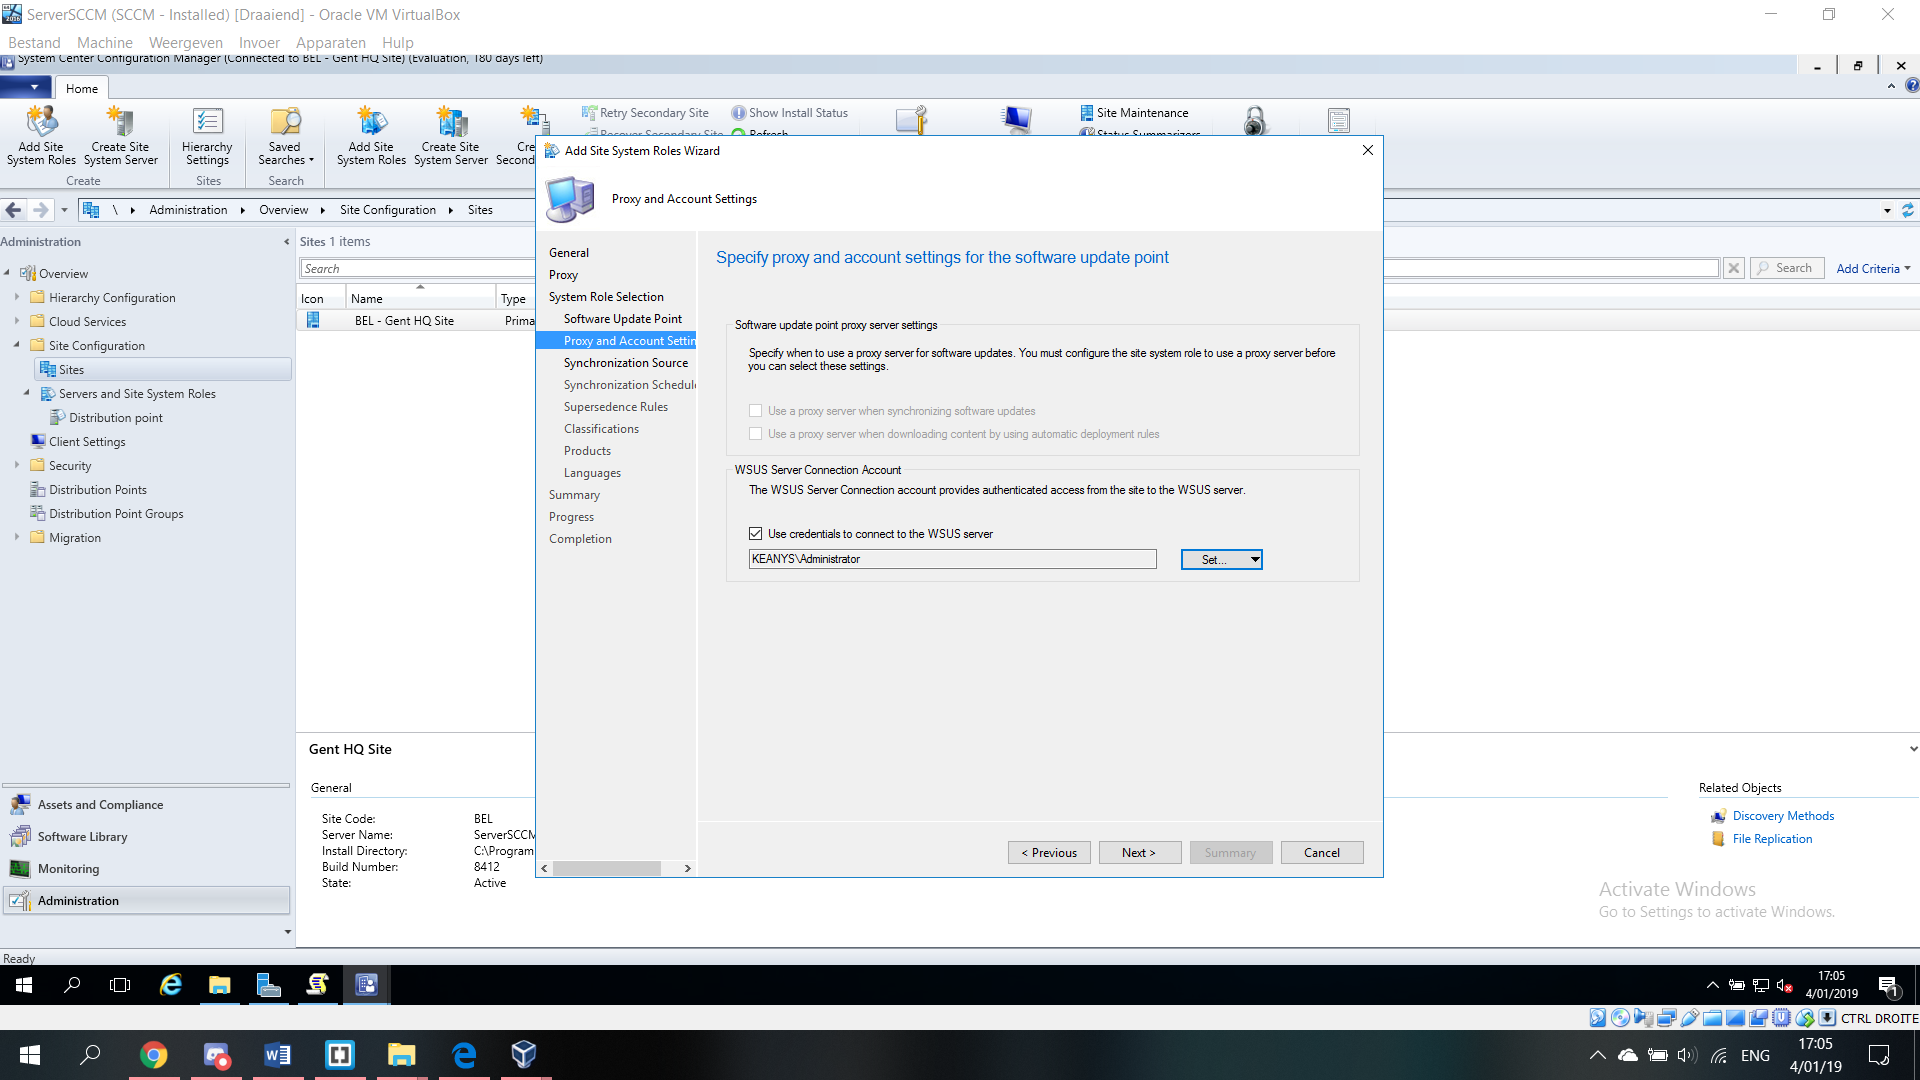 ServerSCCM (SCCM - Installed) [Draaiend] - Oracle VM VirtualBox
Bestand Machine Weergeven Invoer Apparaten Hulp
System Center Configuration Manager (Connected to BEL - Gent HQ Site) (Evaluation, 180 days left)
Home
Add Site System Roles
Create Site System Server
Create
Hierarchy Settings
Sites
Saved Searches
Search
Add Site System Roles
Create Site System Server
Cre
Second
Retry Secondary Site
Recover Secondary Site
Show Install Status
Refresh
Site Maintenance
Status Summarizers
\ Administration Overview Site Configuration Sites
Administration
Overview
Hierarchy Configuration
Cloud Services
Site Configuration
Sites
Servers and Site System Roles
Distribution point
Client Settings
Security
Distribution Points
Distribution Point Groups
Migration
Assets and Compliance
Software Library
Monitoring
Administration
Ready
Sites 1 items
Search
Search
Add Criteria
Icon Name Type
BEL - Gent HQ Site Prima
Add Site System Roles Wizard
Proxy and Account Settings
General
Proxy
System Role Selection
Software Update Point
Proxy and Account Settin
Synchronization Source
Synchronization Schedul
Supersedence Rules
Classifications
Products
Languages
Summary
Progress
Completion
Specify proxy and account settings for the software update point
Software update point proxy server settings
Specify when to use a proxy server for software updates. You must configure the site system role to use a proxy server before
you can select these settings.
Use a proxy server when synchronizing software updates
Use a proxy server when downloading content by using automatic deployment rules
WSUS Server Connection Account
The WSUS Server Connection account provides authenticated access from the site to the WSUS server.
Use credentials to connect to the WSUS server
KEANYS\Administrator
Set...
< Previous Next > Summary Cancel
Gent HQ Site
General
Site Code: BEL
Server Name: ServerSCCM
Install Directory: C:\Program
Build Number: 8412
State: Active
Related Objects
Discovery Methods
File Replication
Activate Windows
Go to Settings to activate Windows.
17:05
4/01/2019
1
CTRL DROITE
ENG
17:05
4/01/19